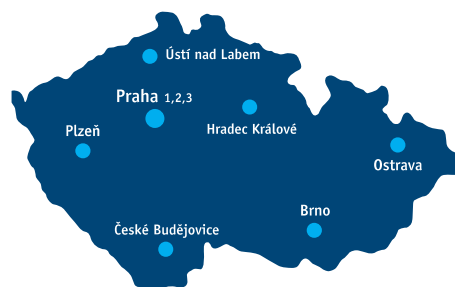 Ústí nad Labem
Praha 1,2,3
Hradec Králové
Plzeň
Ostrava
Brno
České Budějovice